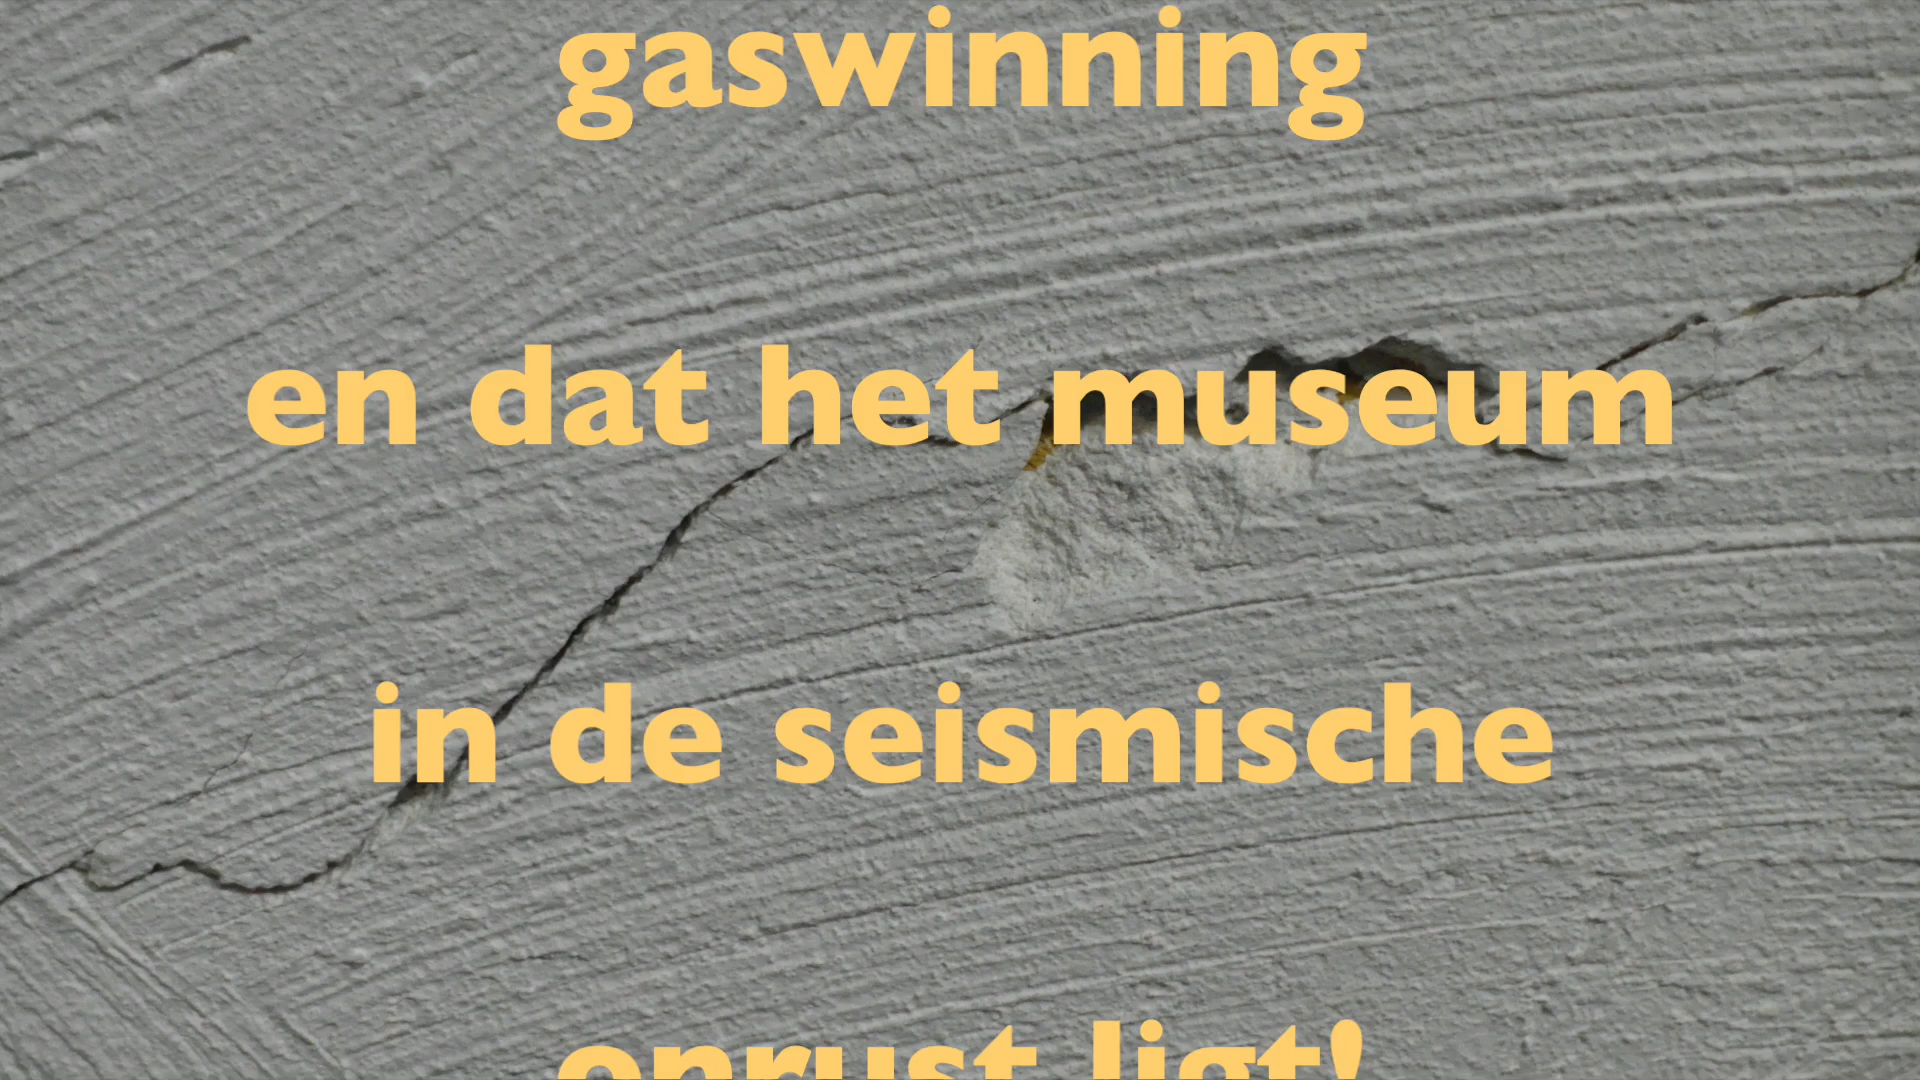 gaswinning
en dat het museum
in de seismische
onrust ligt!